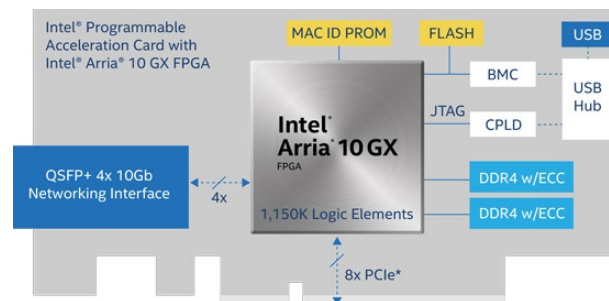 Intel® Programmable
Acceleration Card with
Intel® Arria® 10 GX FPGA
MAC ID PROM
FLASH
USB
BMC
USB
Hub
JTAG
CPLD
Intel®
Arria® 10 GX
FPGA
1,150K Logic Elements
QSFP+ 4x 10Gb
Networking Interface
4x
DDR4 w/ECC
DDR4 w/ECC
8x PCIe*